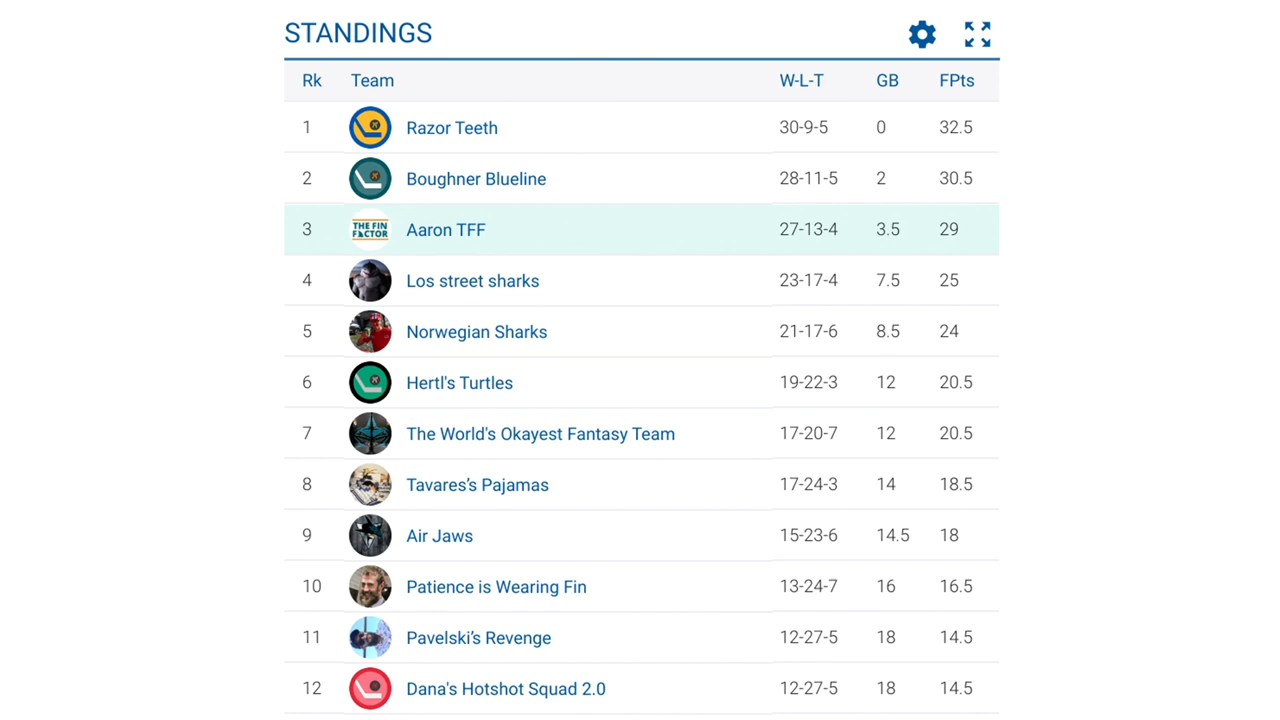 STANDINGS
Rk Team W-L-T GB FPts
1 Razor Teeth 30-9-5 0 32.5
2 Boughner Blueline 28-11-5 2 30.5
3 THE FIN FACTOR Aaron TFF 27-13-4 3.5 29
4 Los street sharks 23-17-4 7.5 25
5 Norwegian Sharks 21-17-6 8.5 24
6 Hertl's Turtles 19-22-3 12 20.5
7 The World's Okayest Fantasy Team 17-20-7 12 20.5
8 Tavares’s Pajamas 17-24-3 14 18.5
9 Air Jaws 15-23-6 14.5 18
10 Patience is Wearing Fin 13-24-7 16 16.5
11 Pavelski’s Revenge 12-27-5 18 14.5
12 Dana's Hotshot Squad 2.0 12-27-5 18 14.5